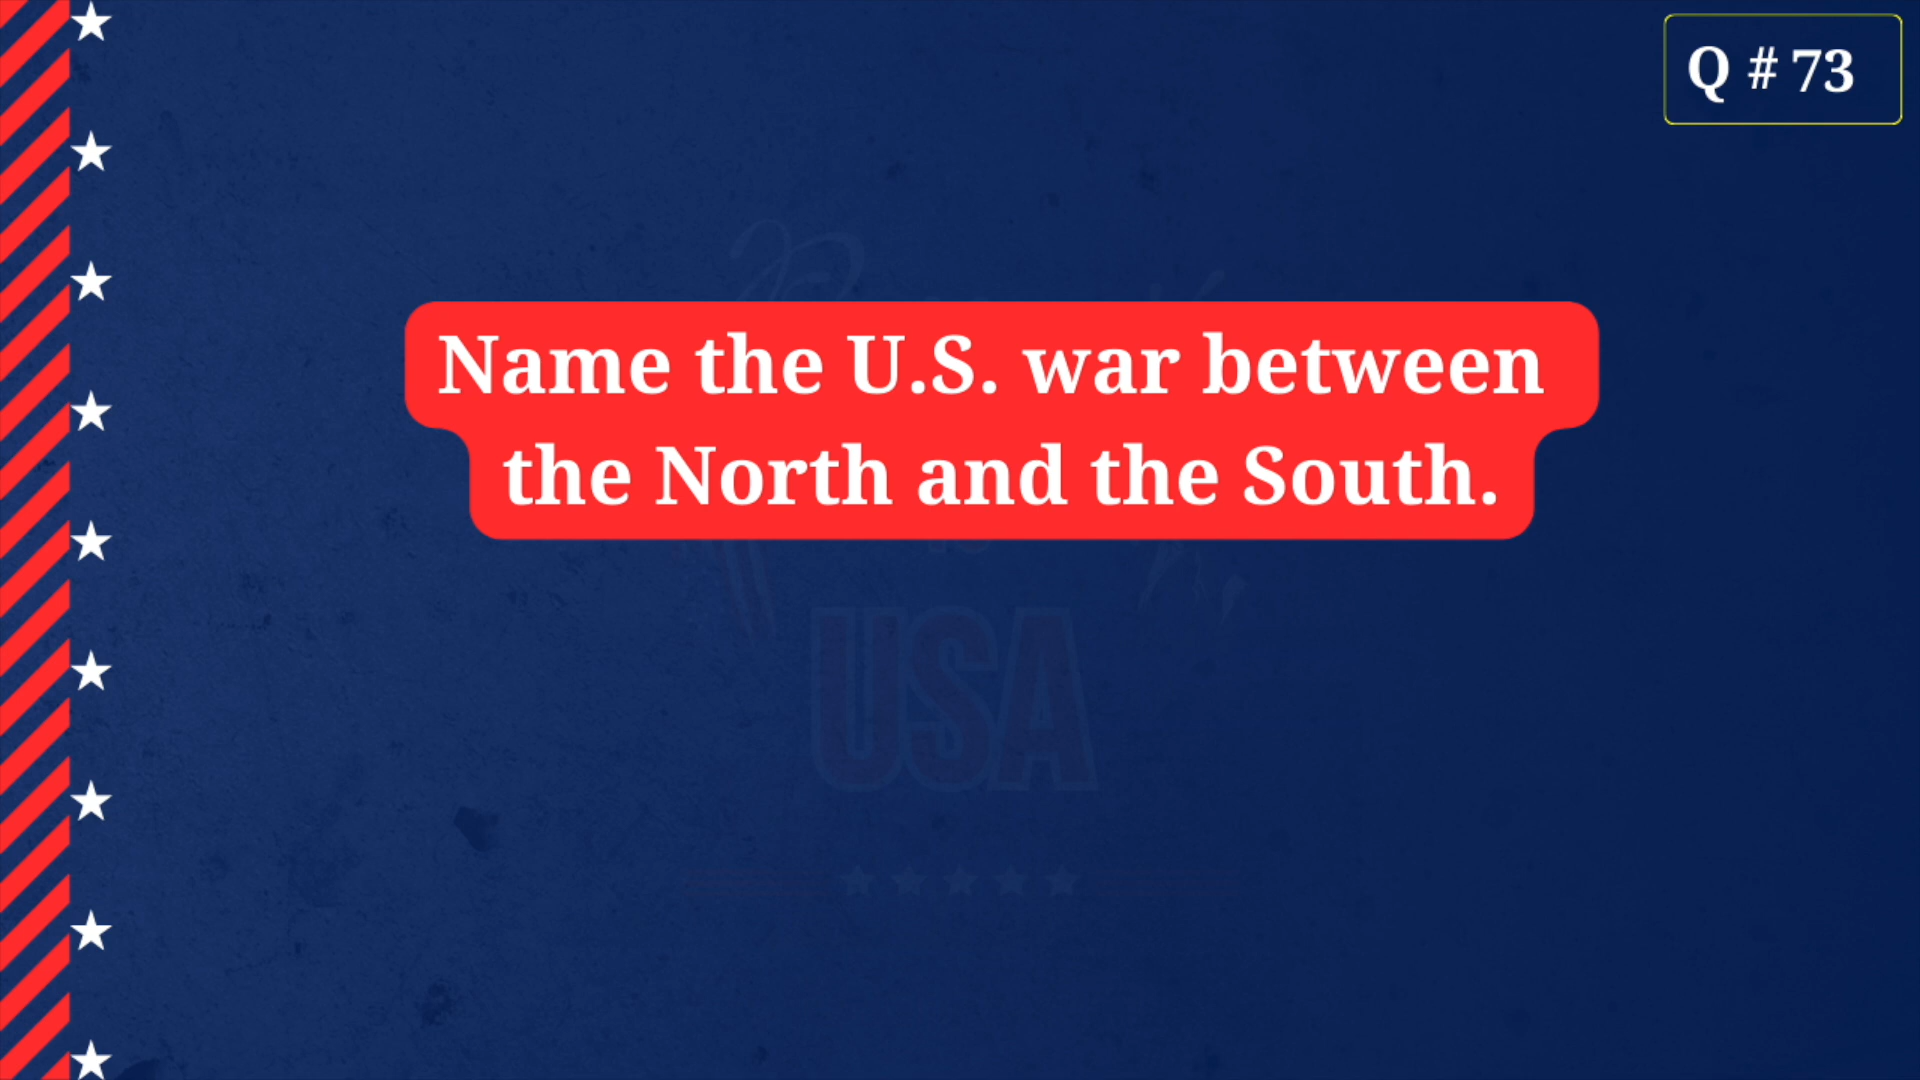 Q # 73
Name the U.S. war between
the North and the South.
USA